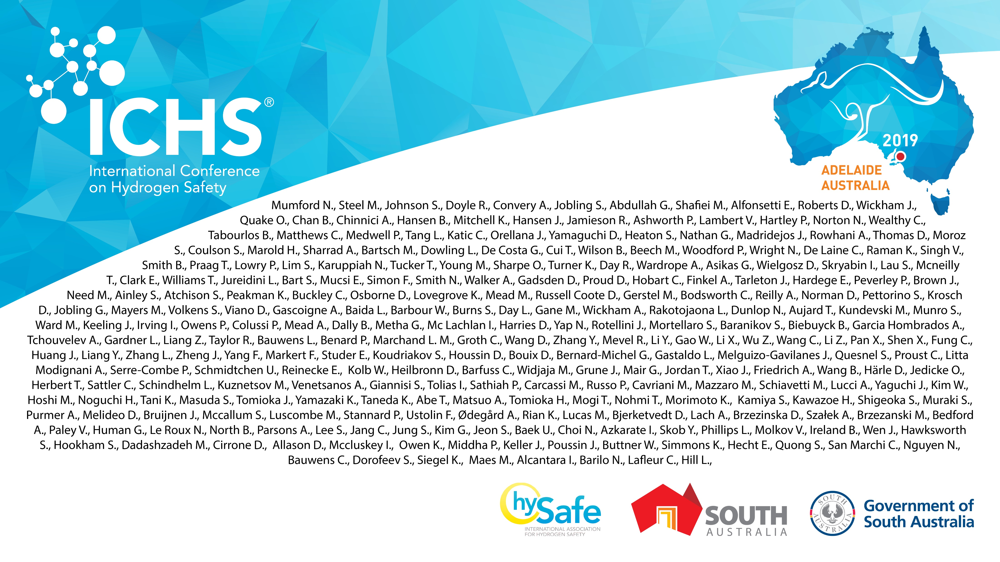 ICHS®
International Conference
on Hydrogen Safety
2019
ADELAIDE
AUSTRALIA
Mumford N., Steel M., Johnson S., Doyle R., Convery A., Jobling S., Abdullah G., Shafiei M., Alfonsetti E., Roberts D., Wickham J.,
Quake O., Chan B., Chinnici A., Hansen B., Mitchell K., Hansen J., Jamieson R., Ashworth P., Lambert V., Hartley P., Norton N., Wealthy C.,
Tabourlos B., Matthews C., Medwell P., Tang L., Katic C., Orellana J., Yamaguchi D., Heaton S., Nathan G., Madridejos J., Rowhani A., Thomas D., Moroz
S., Coulson S., Marold H., Sharrad A., Bartsch M., Dowling L., De Costa G., Cui T., Wilson B., Beech M., Woodford P., Wright N., De Laine C., Raman K., Singh V.,
Smith B., Praag T., Lowry P., Lim S., Karuppiah N., Tucker T., Young M., Sharpe O., Turner K., Day R., Wardrope A., Asikas G., Wielgosz D., Skryabin I., Lau S., Mcneilly
T., Clark E., Williams T., Jureidini L., Bart S., Mucsi E., Simon F., Smith N., Walker A., Gadsden D., Proud D., Hobart C., Finkel A., Tarleton J., Hardege E., Peverley P., Brown J.,
Need M., Ainley S., Atchison S., Peakman K., Buckley C., Osborne D., Lovegrove K., Mead M., Russell Coote D., Gerstel M., Bodsworth C., Reilly A., Norman D., Pettorino S., Krosch
D., Jobling G., Mayers M., Volkens S., Viano D., Gascoigne A., Baida L., Barbour W., Burns S., Day L., Gane M., Wickham A., Rakotojaona L., Dunlop N., Aujard T., Kundevski M., Munro S.,
Ward M., Keeling J., Irving I., Owens P., Colussi P., Mead A., Dally B., Metha G., Mc Lachlan I., Harries D., Yap N., Rotellini J., Mortellaro S., Baranikov S., Biebuyck B., Garcia Hombrados A.,
Tchouvelev A., Gardner L., Liang Z., Taylor R., Bauwens L., Benard P., Marchand L. M., Groth C., Wang D., Zhang Y., Mevel R., Li Y., Gao W., Li X., Wu Z., Wang C., Li Z., Pan X., Shen X., Fung C.,
Huang J., Liang Y., Zhang L., Zheng J., Yang F., Markert F., Studer E., Koudriakov S., Houssin D., Bouix D., Bernard-Michel G., Gastaldo L., Melguizo-Gavilanes J., Quesnel S., Proust C., Litta
Modignani A., Serre-Combe P., Schmidtchen U., Reinecke E., Kolb W., Heilbronn D., Barfuss C., Widjaja M., Grune J., Mair G., Jordan T., Xiao J., Friedrich A., Wang B., Härle D., Jedicke O.,
Herbert T., Sattler C., Schindhelm L., Kuznetsov M., Venetsanos A., Giannisi S., Tolias I., Sathiah P., Carcassi M., Russo P., Cavriani M., Mazzaro M., Schiavetti M., Lucci A., Yaguchi J., Kim W.,
Hoshi M., Noguchi H., Tani K., Masuda S., Tomioka J., Yamazaki K., Taneda K., Abe T., Matsuo A., Tomioka H., Mogi T., Nohmi T., Morimoto K., Kamiya S., Kawazoe H., Shigeoka S., Muraki S.,
Purmer A., Melideo D., Bruijnen J., Mccallum S., Luscombe M., Stannard P., Ustolin F., Ødegård A., Rian K., Lucas M., Bjerketvedt D., Lach A., Brzezinska D., Szałek A., Brzezanski M., Bedford
A., Paley V., Human G., Le Roux N., North B., Parsons A., Lee S., Jang C., Jung S., Kim G., Jeon S., Baek U., Choi N., Azkarate I., Skob Y., Phillips L., Molkov V., Ireland B., Wen J., Hawksworth
S., Hookham S., Dadashzadeh M., Cirrone D., Allason D., Mccluskey I., Owen K., Middha P., Keller J., Poussin J., Buttner W., Simmons K., Hecht E., Quong S., San Marchi C., Nguyen N.,
Bauwens C., Dorofeev S., Siegel K., Maes M., Alcantara I., Barilo N., Lafleur C., Hill L.,
hySafe
INTERNATIONAL ASSOCIATION
FOR HYDROGEN SAFETY
SOUTH
AUSTRALIA
SOUTH AUSTRALIA
Government of
South Australia